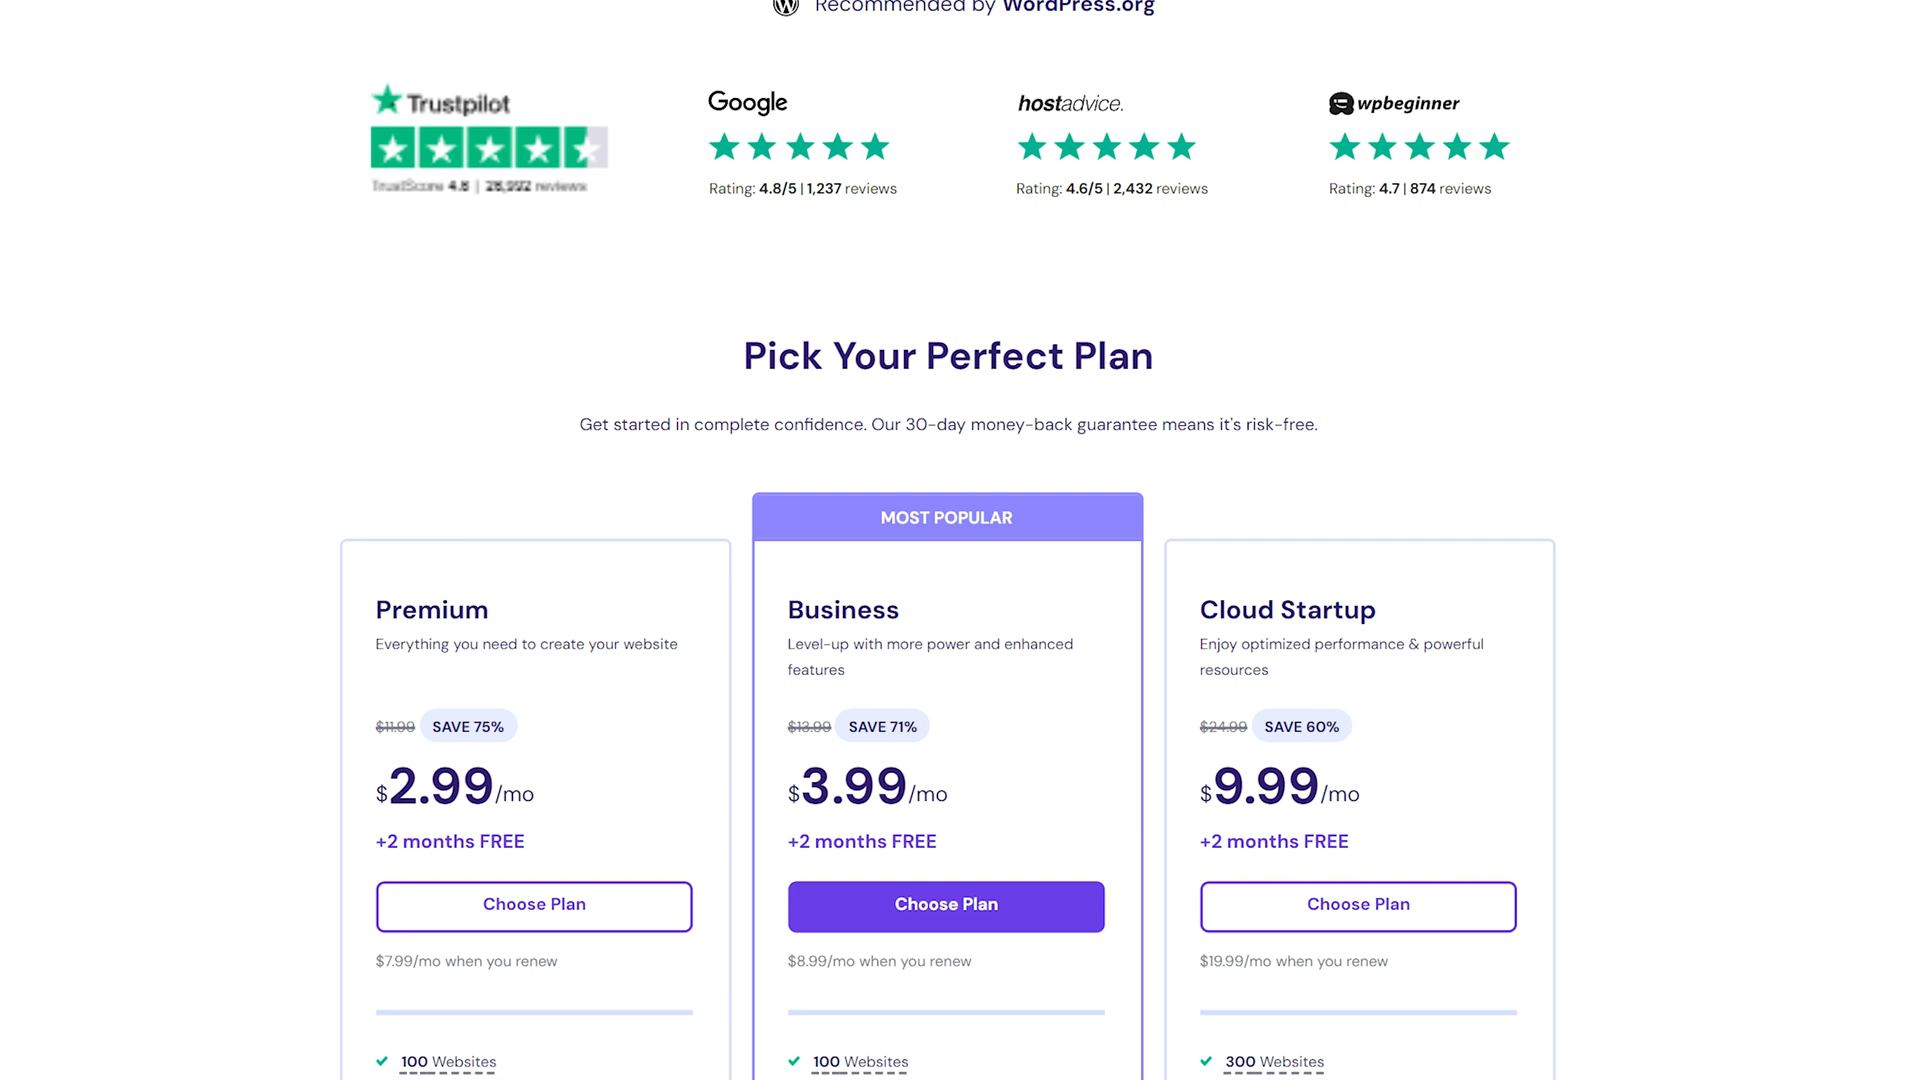 Recommended by WordPress.org
Trustpilot
TrustScore 4.8 | 28,992 reviews
Google
Rating: 4.8/5 | 1,237 reviews
hostadvice.
Rating: 4.6/5 | 2,432 reviews
wpbeginner
Rating: 4.7 | 874 reviews
Pick Your Perfect Plan
Get started in complete confidence. Our 30-day money-back guarantee means it's risk-free.
MOST POPULAR
Premium
Everything you need to create your website
$11.99 SAVE 75%
$2.99/mo
+2 months FREE
Choose Plan
$7.99/mo when you renew
100 Websites
Business
Level-up with more power and enhanced
features
$13.99 SAVE 71%
$3.99/mo
+2 months FREE
Choose Plan
$8.99/mo when you renew
100 Websites
Cloud Startup
Enjoy optimized performance & powerful
resources
$24.99 SAVE 60%
$9.99/mo
+2 months FREE
Choose Plan
$19.99/mo when you renew
300 Websites